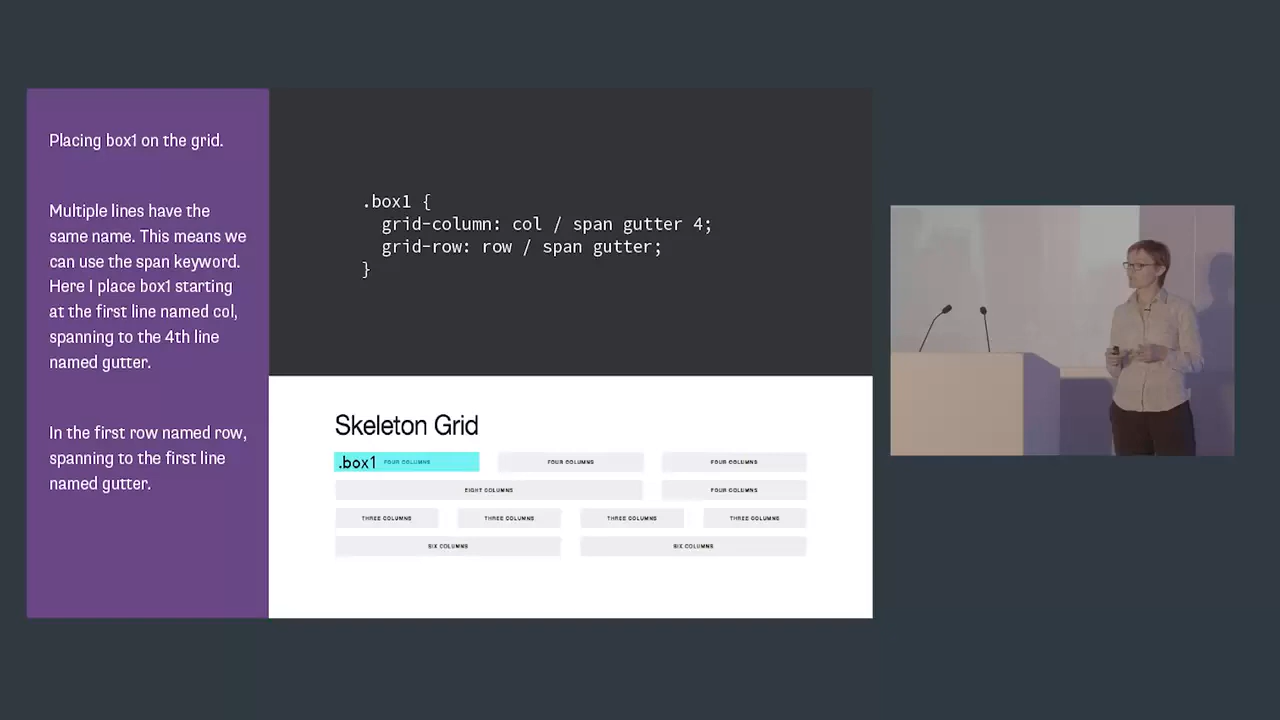 Placing box1 on the grid.
Multiple lines have the
same name. This means we
can use the span keyword.
Here I place box1 starting
at the first line named col,
spanning to the 4th line
named gutter.
In the first row named row,
spanning to the first line
named gutter.
.box1 {
grid-column: col / span gutter 4;
grid-row: row / span gutter;
}
Skeleton Grid
.box1 FOUR COLUMNS FOUR COLUMNS FOUR COLUMNS
EIGHT COLUMNS FOUR COLUMNS
THREE COLUMNS THREE COLUMNS THREE COLUMNS THREE COLUMNS
SIX COLUMNS SIX COLUMNS